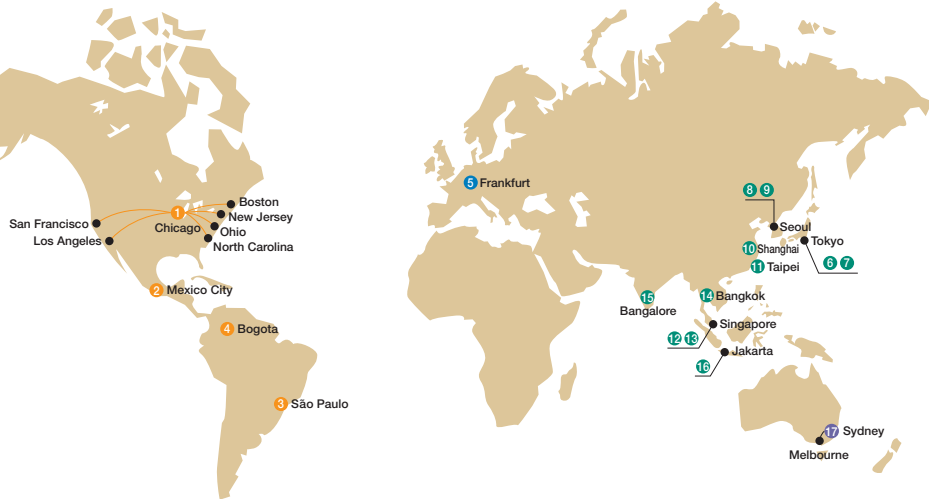 Boston
1
New Jersey
San Francisco
Chicago
Ohio
Los Angeles
North Carolina
2 Mexico City
4 Bogota
3 São Paulo
5 Frankfurt
8 9
Seoul
Tokyo
10 Shanghai
6 7
11 Taipei
15
Bangalore
14 Bangkok
Singapore
12 13
Jakarta
16
17 Sydney
Melbourne